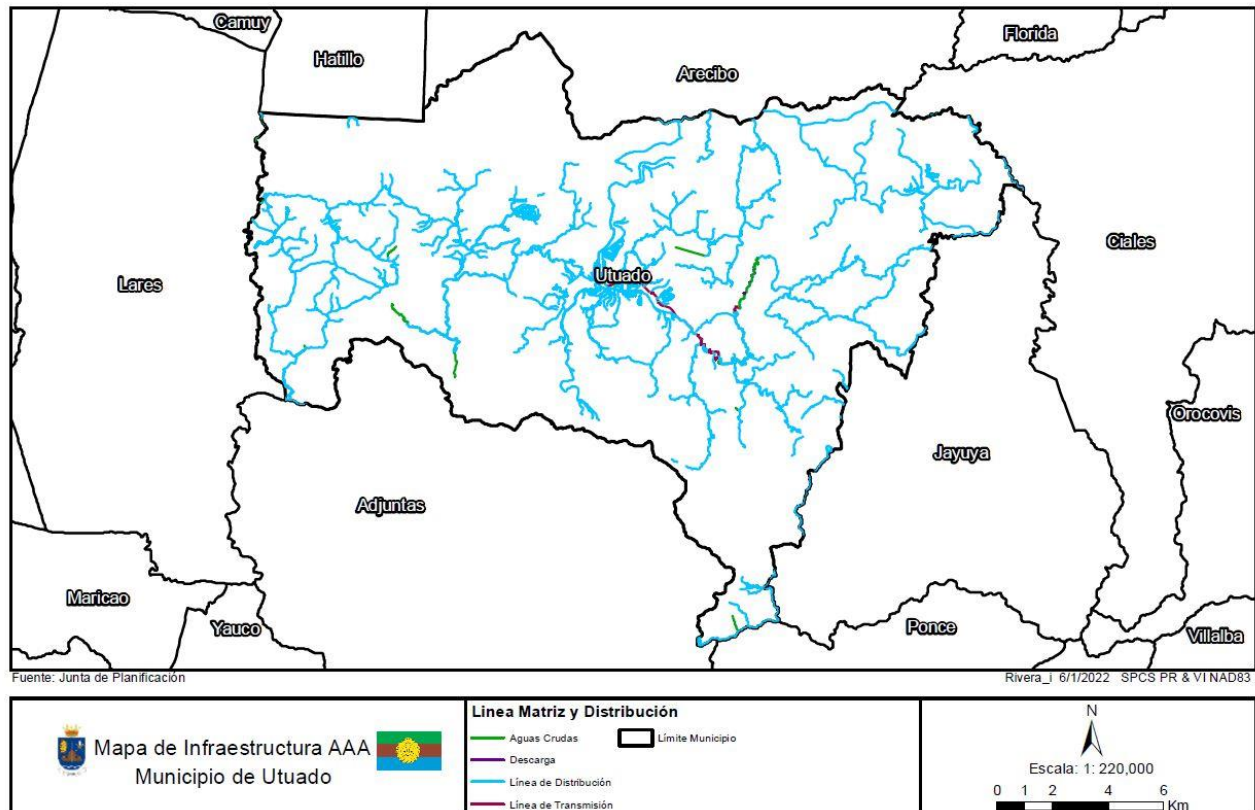 Camuy
Florida
Hatillo
Arecibo
Ciales
Utuado
Lares
Orocovis
Jayuya
Adjuntas
Maricao
Yauco
Ponce
Villalba
Fuente: Junta de Planificación
Rivera_i 6/1/2022 SPCS PR & VI NAD83
Mapa de Infraestructura AAA
Municipio de Utuado
Linea Matriz y Distribución
Aguas Crudas
Límite Municipio
Descarga
Línea de Distribución
Línea de Transmisión
N
Escala: 1: 220,000
0 1 2 4 6
Km